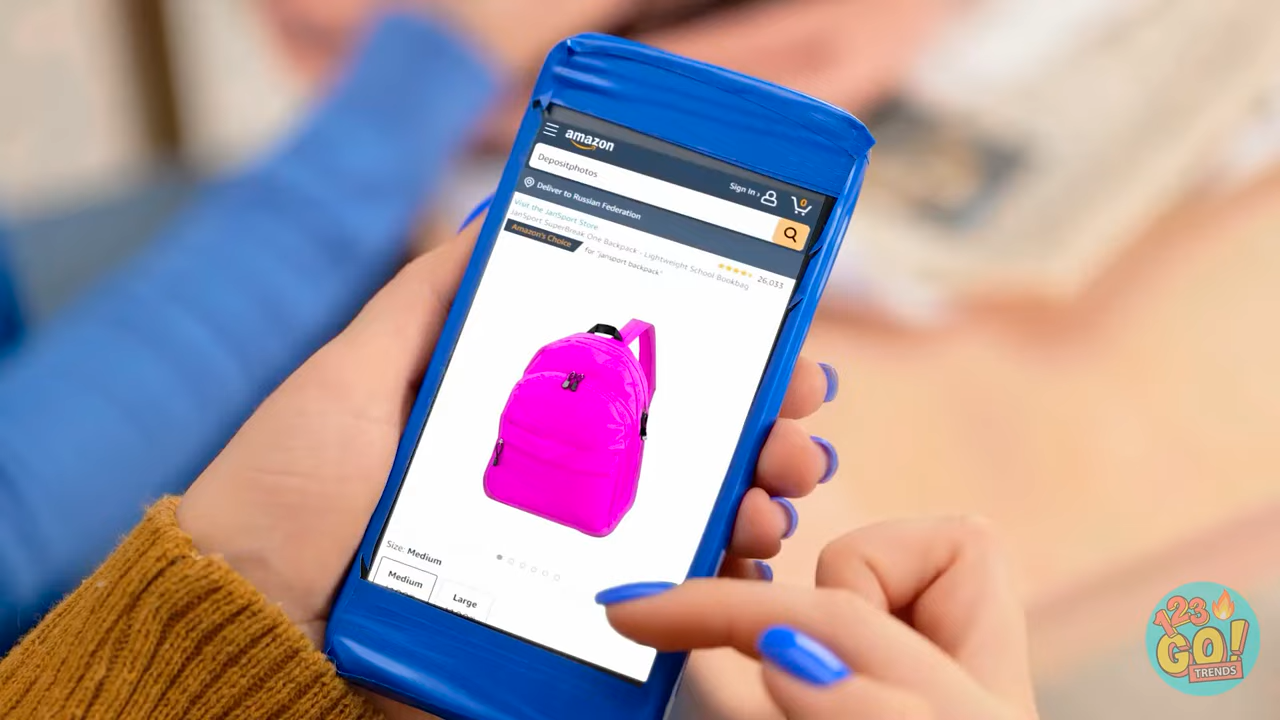 amazon
Depositphotos
Sign in ›
0
Deliver to Russian Federation
Visit the JanSport Store
JanSport SuperBreak One Backpack - Lightweight School Bookbag
26,033
Amazon's Choice
for "jansport backpack"
Size: Medium
Medium
Large
123
GO!
TRENDS